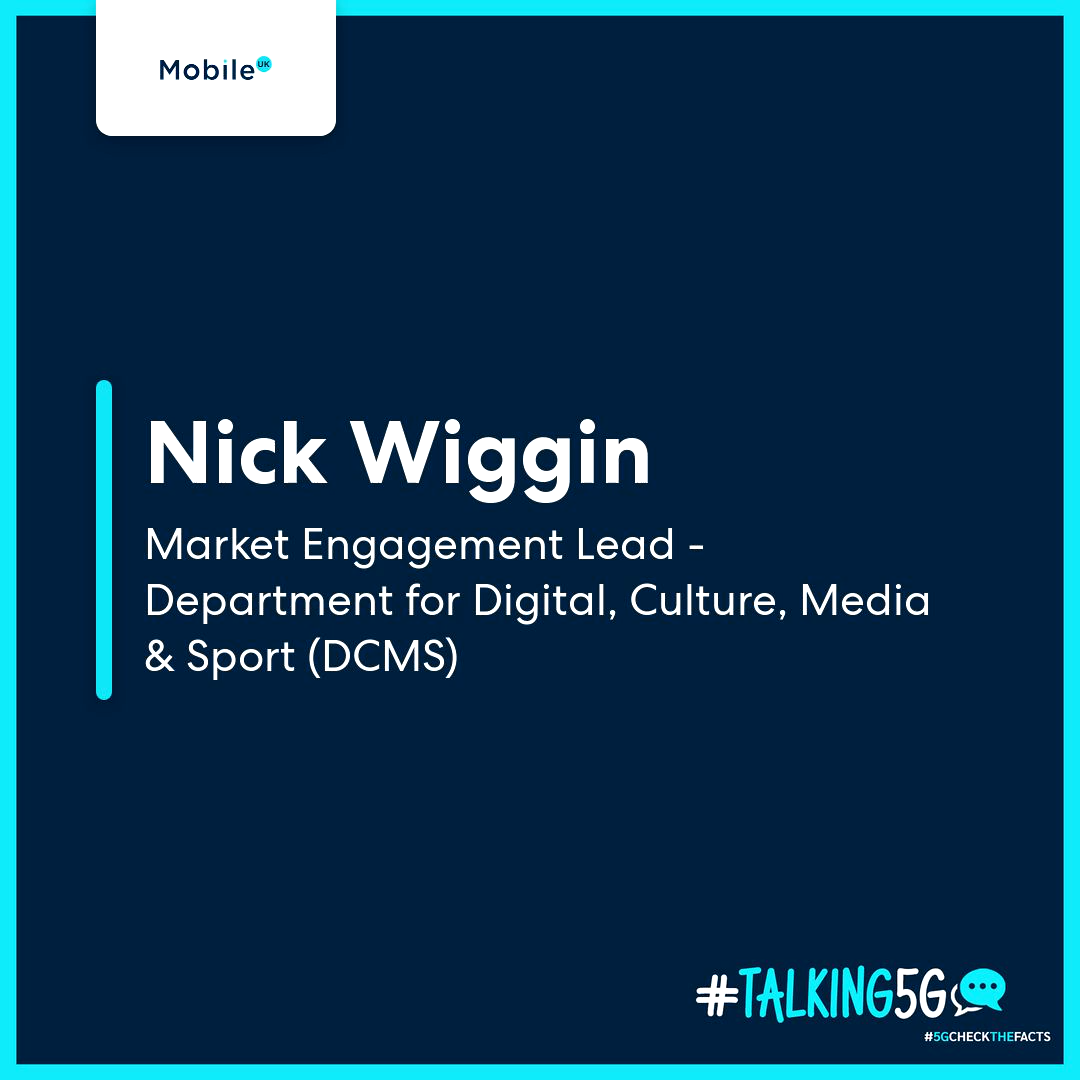 Mobile UK
Nick Wiggin
Market Engagement Lead -
Department for Digital, Culture, Media
& Sport (DCMS)
#TALKING5G
#5GCHECKTHEFACTS